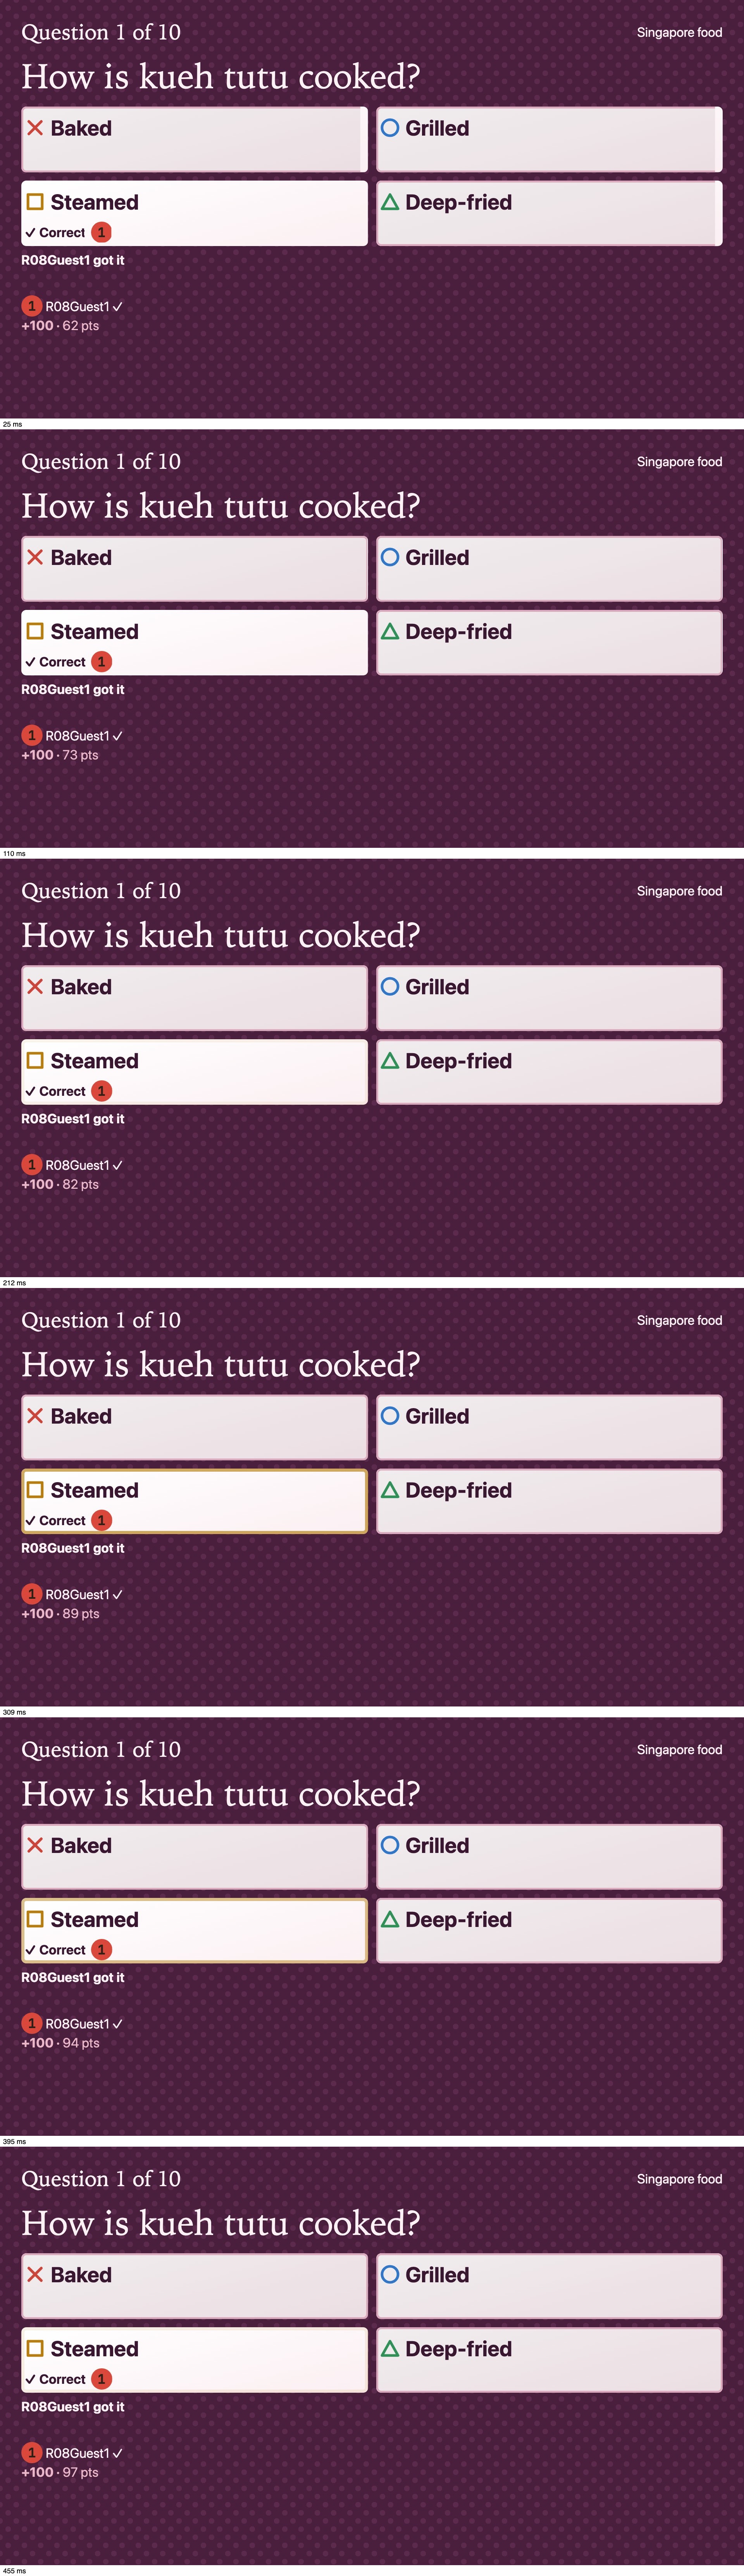 Question 1 of 10
Singapore food
How is kueh tutu cooked?
Baked
Grilled
Steamed
Deep-fried
✓ Correct 1
R08Guest1 got it
1 R08Guest1 ✓
+100 · 62 pts
25 ms
Question 1 of 10
Singapore food
How is kueh tutu cooked?
Baked
Grilled
Steamed
Deep-fried
✓ Correct 1
R08Guest1 got it
1 R08Guest1 ✓
+100 · 73 pts
110 ms
Question 1 of 10
Singapore food
How is kueh tutu cooked?
Baked
Grilled
Steamed
Deep-fried
✓ Correct 1
R08Guest1 got it
1 R08Guest1 ✓
+100 · 82 pts
212 ms
Question 1 of 10
Singapore food
How is kueh tutu cooked?
Baked
Grilled
Steamed
Deep-fried
✓ Correct 1
R08Guest1 got it
1 R08Guest1 ✓
+100 · 89 pts
309 ms
Question 1 of 10
Singapore food
How is kueh tutu cooked?
Baked
Grilled
Steamed
Deep-fried
✓ Correct 1
R08Guest1 got it
1 R08Guest1 ✓
+100 · 94 pts
395 ms
Question 1 of 10
Singapore food
How is kueh tutu cooked?
Baked
Grilled
Steamed
Deep-fried
✓ Correct 1
R08Guest1 got it
1 R08Guest1 ✓
+100 · 97 pts
455 ms